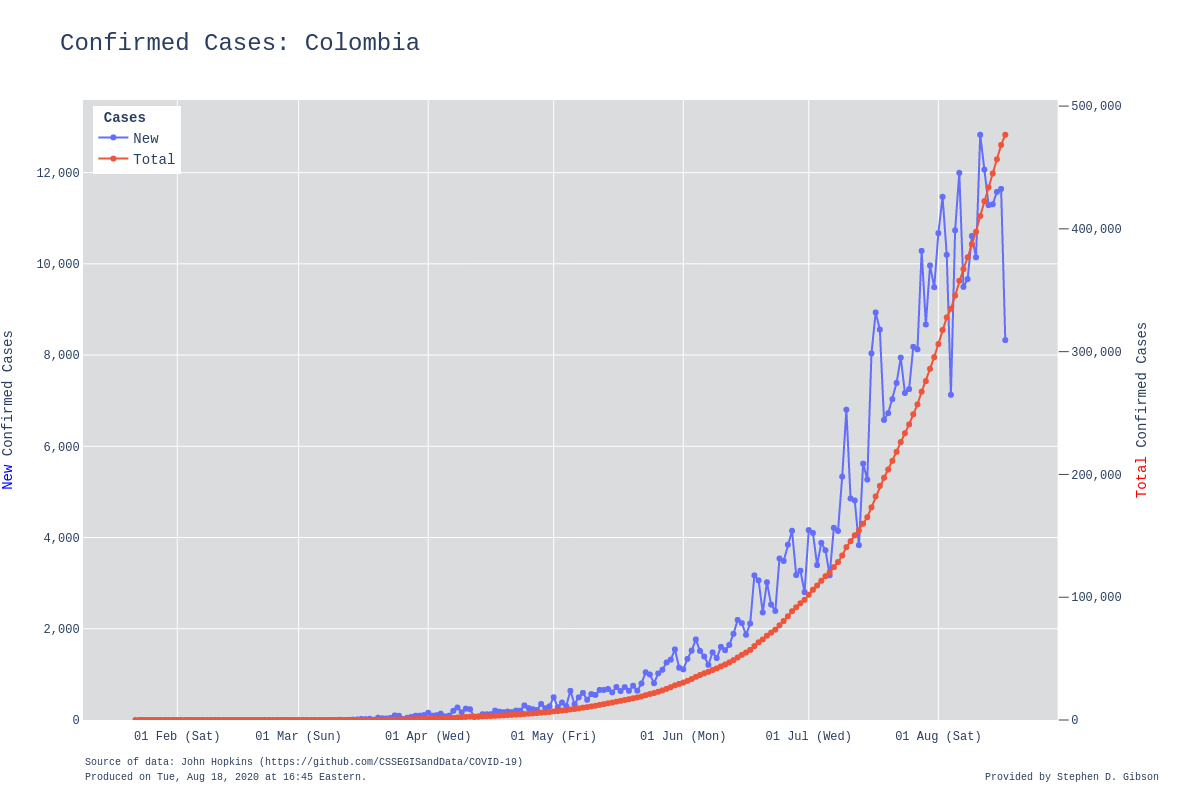 Confirmed Cases: Colombia
Cases
New
Total
12,000
10,000
8,000
6,000
4,000
2,000
0
New Confirmed Cases
500,000
400,000
300,000
200,000
100,000
0
Total Confirmed Cases
01 Feb (Sat)
01 Mar (Sun)
01 Apr (Wed)
01 May (Fri)
01 Jun (Mon)
01 Jul (Wed)
01 Aug (Sat)
Source of data: John Hopkins (https://github.com/CSSEGISandData/COVID-19)
Produced on Tue, Aug 18, 2020 at 16:45 Eastern.
Provided by Stephen D. Gibson